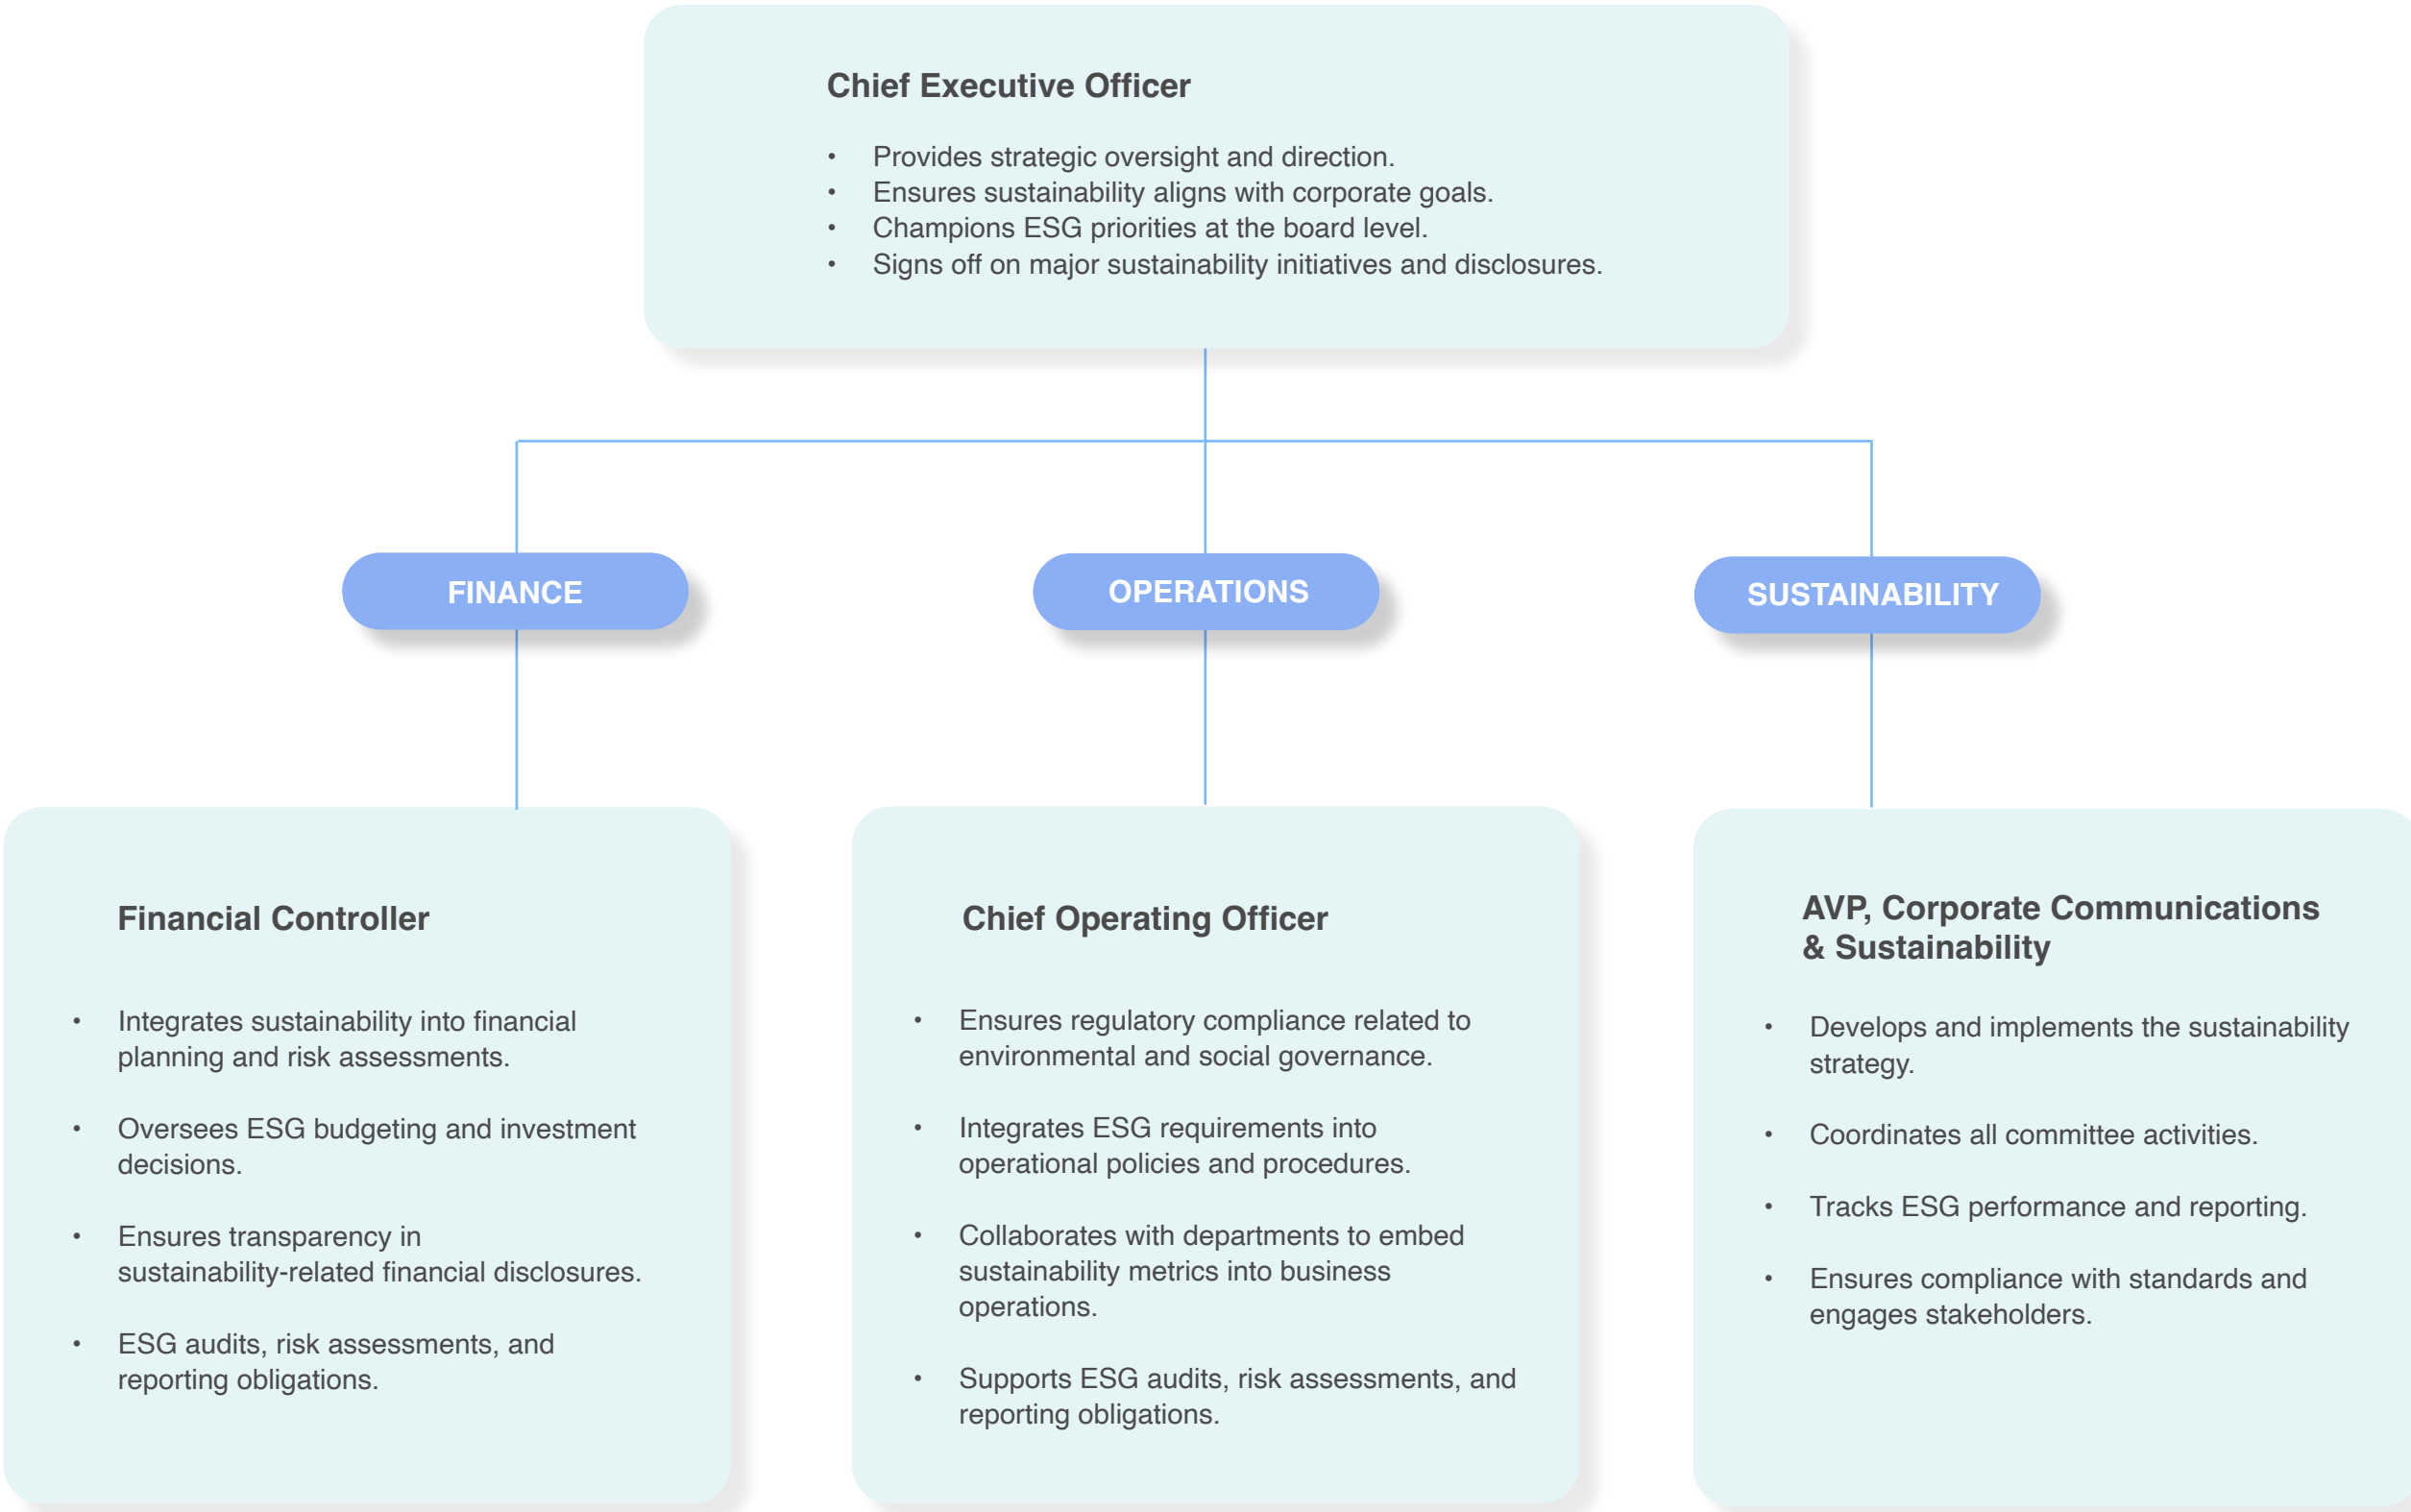 Chief Executive Officer
• Provides strategic oversight and direction.
• Ensures sustainability aligns with corporate goals.
• Champions ESG priorities at the board level.
• Signs off on major sustainability initiatives and disclosures.
FINANCE
OPERATIONS
SUSTAINABILITY
Financial Controller
• Integrates sustainability into financial
planning and risk assessments.
• Oversees ESG budgeting and investment
decisions.
• Ensures transparency in
sustainability-related financial disclosures.
• ESG audits, risk assessments, and
reporting obligations.
Chief Operating Officer
• Ensures regulatory compliance related to
environmental and social governance.
• Integrates ESG requirements into
operational policies and procedures.
• Collaborates with departments to embed
sustainability metrics into business
operations.
• Supports ESG audits, risk assessments, and
reporting obligations.
AVP, Corporate Communications
& Sustainability
• Develops and implements the sustainability
strategy.
• Coordinates all committee activities.
• Tracks ESG performance and reporting.
• Ensures compliance with standards and
engages stakeholders.